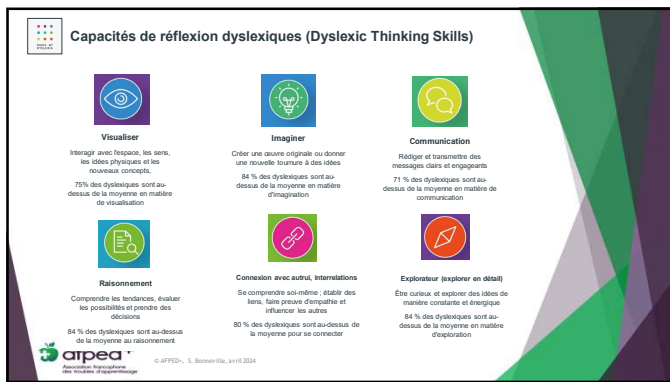 MADE BY
DYSLEXIA
Capacités de réflexion dyslexiques (Dyslexic Thinking Skills)
Visualiser
Interagir avec l'espace, les sens,
les idées physiques et les
nouveaux concepts,
75% des dyslexiques sont au-
dessus de la moyenne en matière
de visualisation
Imaginer
Créer une œuvre originale ou donner
une nouvelle tournure à des idées
84 % des dyslexiques sont au-
dessus de la moyenne en matière
d'imagination
Communication
Rédiger et transmettre des
messages clairs et engageants
71 % des dyslexiques sont au-
dessus de la moyenne en matière de
communication
Raisonnement
Comprendre les tendances, évaluer
les possibilités et prendre des
décisions
84 % des dyslexiques sont au-dessus
de la moyenne au raisonnement
Connexion avec autrui, interrelations
Se comprendre soi-même ; établir des
liens, faire preuve d'empathie et
influencer les autres
80 % des dyslexiques sont au-dessus de
la moyenne pour se connecter
Explorateur (explorer en détail)
Être curieux et explorer des idées de
manière constante et énergique
84 % des dyslexiques sont au-
dessus de la moyenne en matière
d'exploration
afpea+
Association francophone
des troubles d'apprentissage
© AFPED+, S. Bonneville, avril 2024